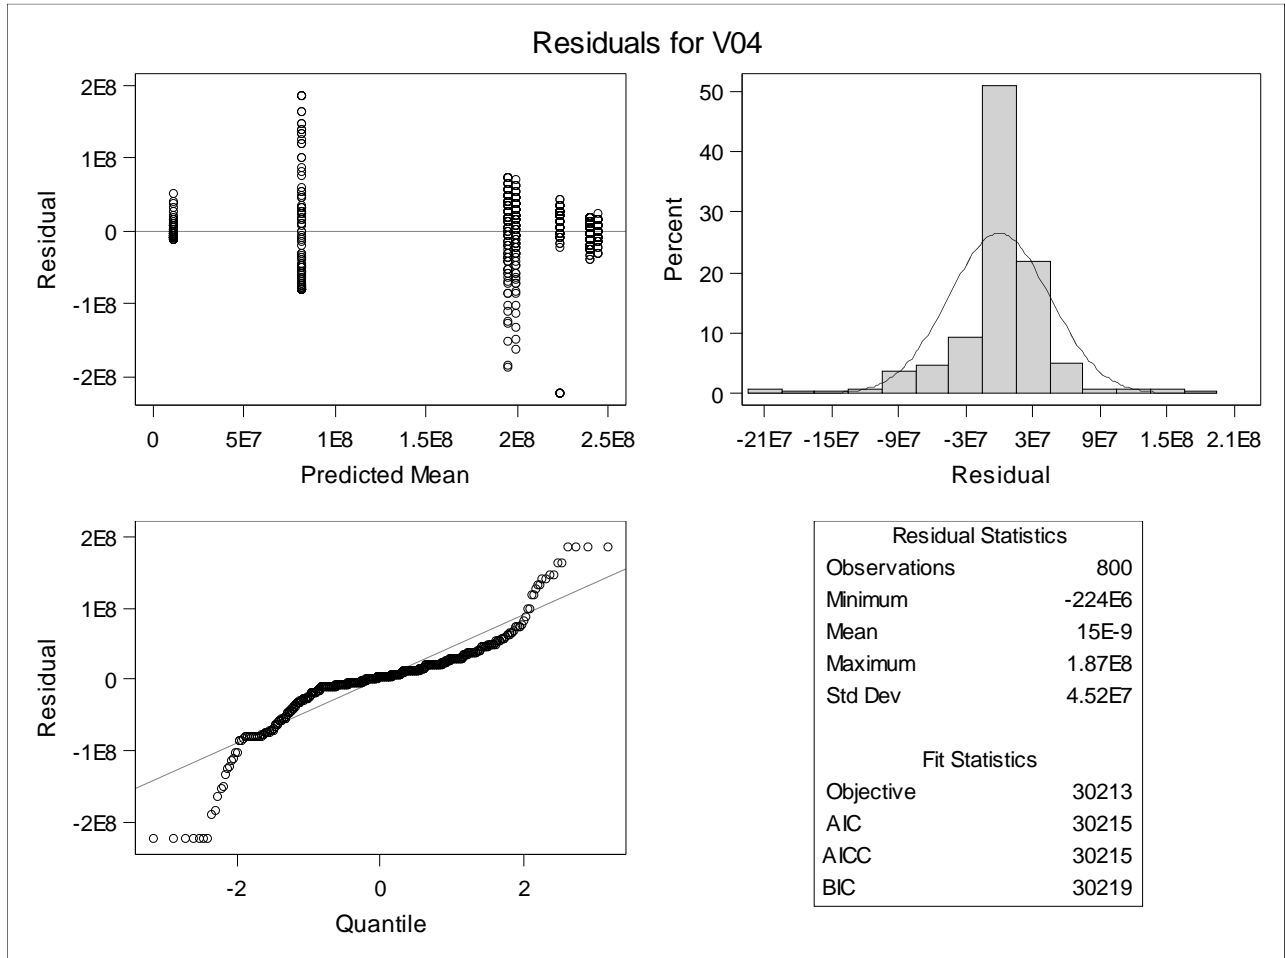 Residuals for V04
2E8
1E8
0
-1E8
-2E8
Residual
0 5E7 1E8 1.5E8 2E8 2.5E8
Predicted Mean
50
40
30
20
10
0
Percent
-21E7 -15E7 -9E7 -3E7 3E7 9E7 1.5E8 2.1E8
Residual
2E8
1E8
0
-1E8
-2E8
Residual
-2 0 2
Quantile
Residual Statistics
Observations 800
Minimum -224E6
Mean 15E-9
Maximum 1.87E8
Std Dev 4.52E7
Fit Statistics
Objective 30213
AIC 30215
AICC 30215
BIC 30219